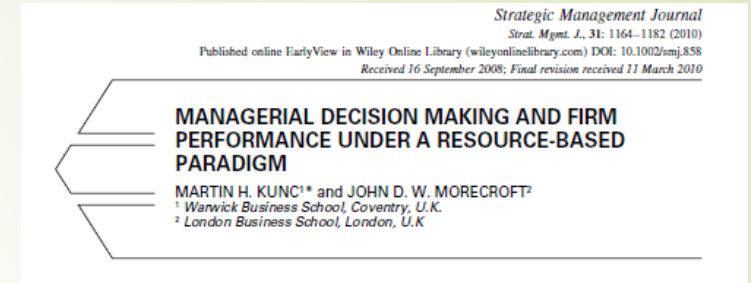 Strategic Management Journal
Strat. Mgmt. J., 31: 1164–1182 (2010)
Published online EarlyView in Wiley Online Library (wileyonlinelibrary.com) DOI: 10.1002/smj.858
Received 16 September 2008; Final revision received 11 March 2010
MANAGERIAL DECISION MAKING AND FIRM
PERFORMANCE UNDER A RESOURCE-BASED
PARADIGM
MARTIN H. KUNC¹* and JOHN D. W. MORECROFT²
¹ Warwick Business School, Coventry, U.K.
² London Business School, London, U.K